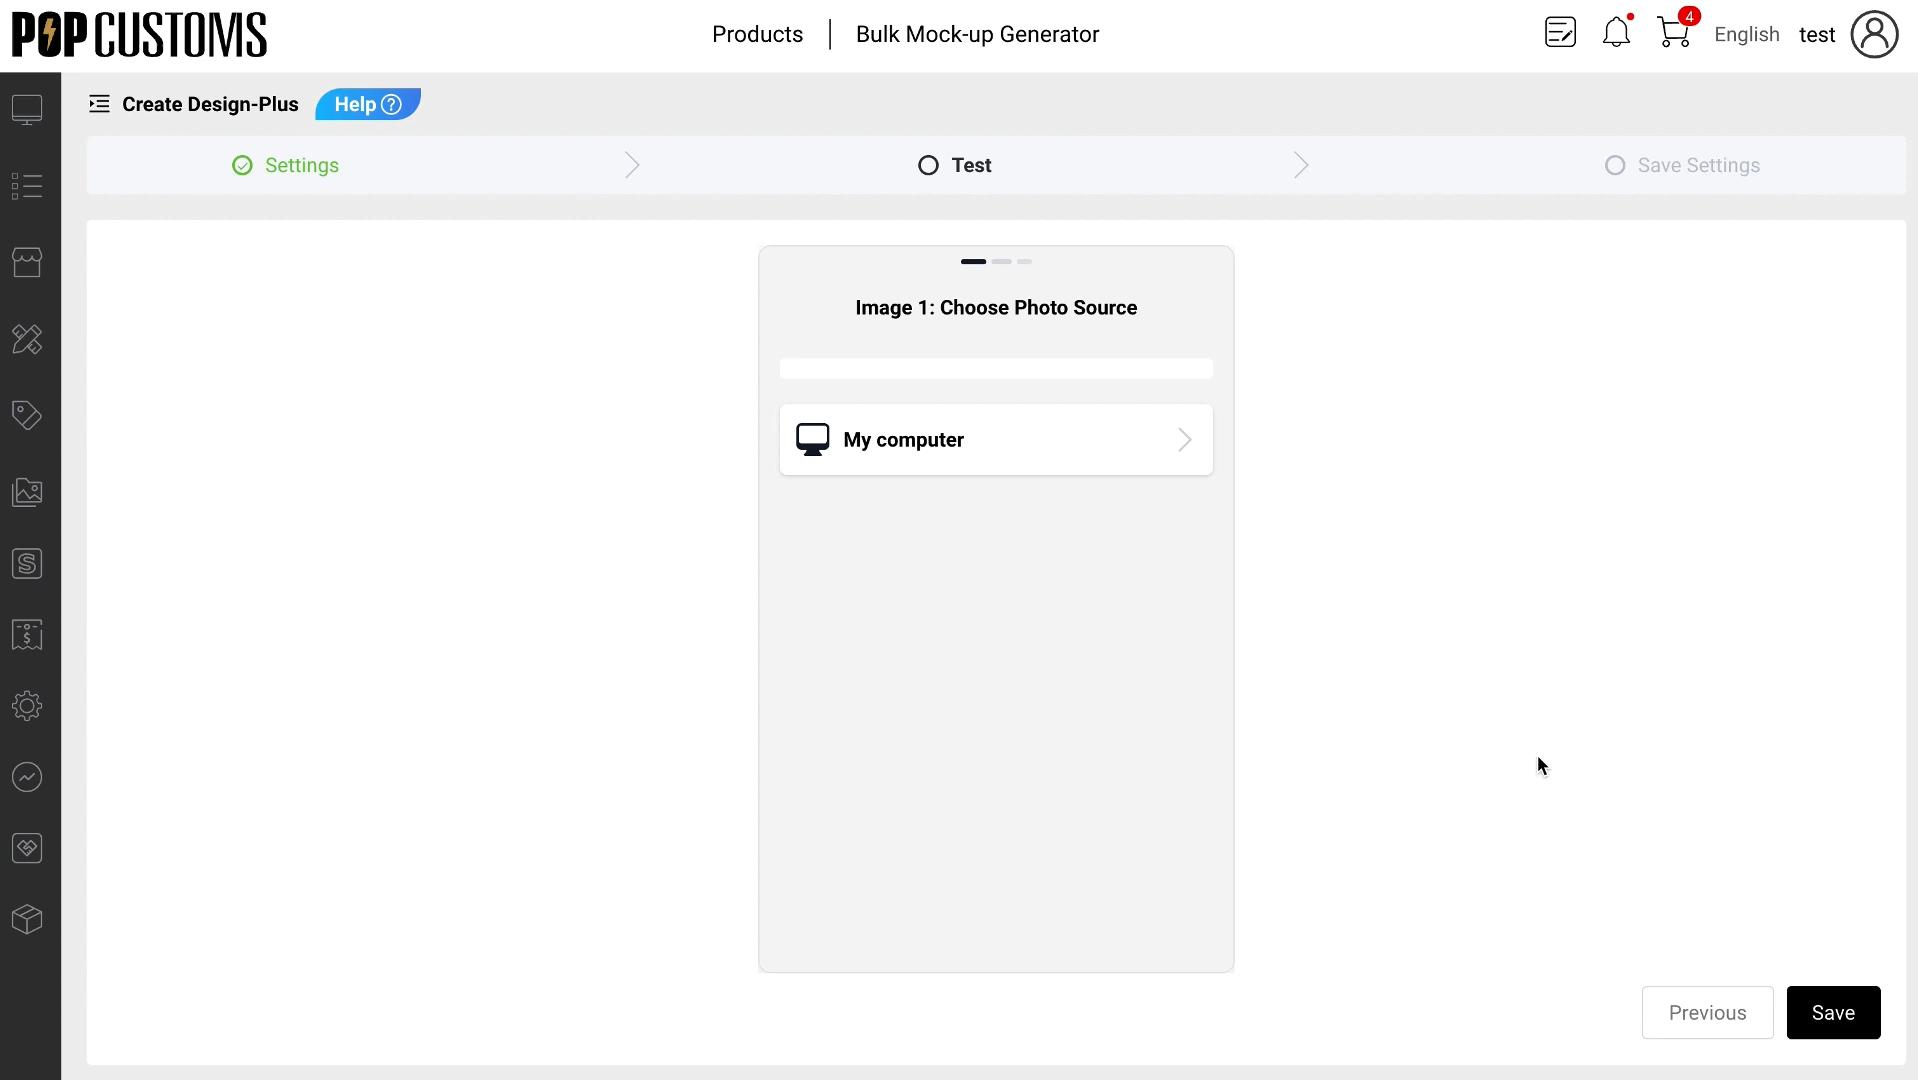 POPCUSTOMS
Products
Bulk Mock-up Generator
4
English
test
Create Design-Plus
Help ?
Settings
Test
Save Settings
Image 1: Choose Photo Source
My computer
Previous
Save